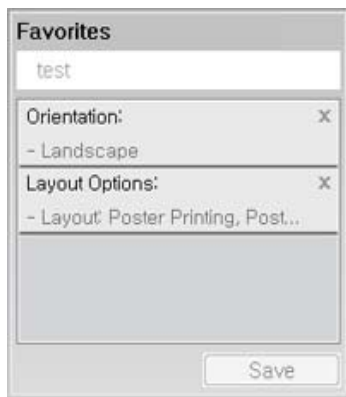 Favorites
test
Orientation: x
- Landscape
Layout Options: x
- Layout: Poster Printing, Post...
Save